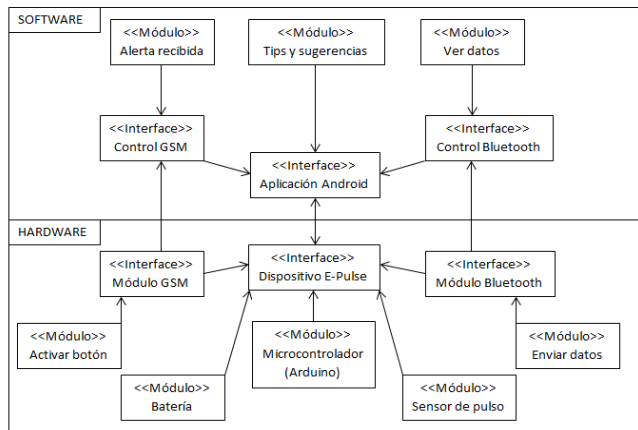 SOFTWARE
<<Módulo>>
Alerta recibida
<<Módulo>>
Tips y sugerencias
<<Módulo>>
Ver datos
<<Interface>>
Control GSM
<<Interface>>
Control Bluetooth
<<Interface>>
Aplicación Android
HARDWARE
<<Interface>>
Módulo GSM
<<Interface>>
Dispositivo E-Pulse
<<Interface>>
Módulo Bluetooth
<<Módulo>>
Activar botón
<<Módulo>>
Microcontrolador
(Arduino)
<<Módulo>>
Enviar datos
<<Módulo>>
Batería
<<Módulo>>
Sensor de pulso